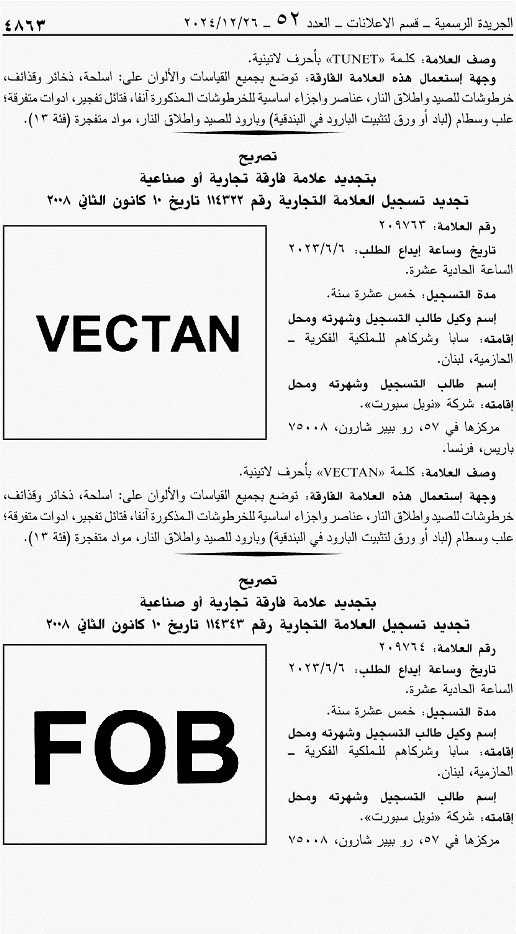 الجريدة الرسمية ـ قسم الاعلانات ـ العدد ٥٢ ـ ٢٠٢٤/١٢/٢٦
٤٨٦٣
وصف العلامة: كلمة «TUNET» بأحرف لاتينية.
وجهة إستعمال هذه العلامة الفارقة: توضع بجميع القياسات والألوان على: اسلحة، ذخائر وقذائف،
خرطوشات للصيد واطلاق النار، عناصر واجزاء اساسية للخرطوشات المذكورة آنفا، فتائل تفجير، ادوات متفرقة؛
علب وسطام (لباد أو ورق لتثبيت البارود في البندقية) وبارود للصيد واطلاق النار، مواد متفجرة (فئة ١٣).
تصريح
بتجديد علامة فارقة تجارية أو صناعية
تجديد تسجيل العلامة التجارية رقم ١١٤٣٢٢ تاريخ ١٠ كانون الثاني ٢٠٠٨
رقم العلامة: ٢٠٩٧٦٣
تاريخ وساعة إيداع الطلب: ٢٠٢٣/٦/٦
الساعة الحادية عشرة.
مدة التسجيل: خمس عشرة سنة.
إسم وكيل طالب التسجيل وشهرته ومحل
إقامته: سابا وشركاهم للملكية الفكرية ـ
الحازمية، لبنان.
إسم طالب التسجيل وشهرته ومحل
إقامته: شركة «نوبل سبورت».
مركزها في ٥٧، رو بيير شارون، ٧٥٠٠٨
باريس، فرنسا.
VECTAN
وصف العلامة: كلمة «VECTAN» بأحرف لاتينية.
وجهة إستعمال هذه العلامة الفارقة: توضع بجميع القياسات والألوان على: اسلحة، ذخائر وقذائف،
خرطوشات للصيد واطلاق النار، عناصر واجزاء اساسية للخرطوشات المذكورة آنفا، فتائل تفجير، ادوات متفرقة؛
علب وسطام (لباد أو ورق لتثبيت البارود في البندقية) وبارود للصيد واطلاق النار، مواد متفجرة (فئة ١٣).
تصريح
بتجديد علامة فارقة تجارية أو صناعية
تجديد تسجيل العلامة التجارية رقم ١١٤٣٤٣ تاريخ ١٠ كانون الثاني ٢٠٠٨
رقم العلامة: ٢٠٩٧٦٤
تاريخ وساعة إيداع الطلب: ٢٠٢٣/٦/٦
الساعة الحادية عشرة.
مدة التسجيل: خمس عشرة سنة.
إسم وكيل طالب التسجيل وشهرته ومحل
إقامته: سابا وشركاهم للملكية الفكرية ـ
الحازمية، لبنان.
إسم طالب التسجيل وشهرته ومحل
إقامته: شركة «نوبل سبورت».
مركزها في ٥٧، رو بيير شارون، ٧٥٠٠٨
FOB